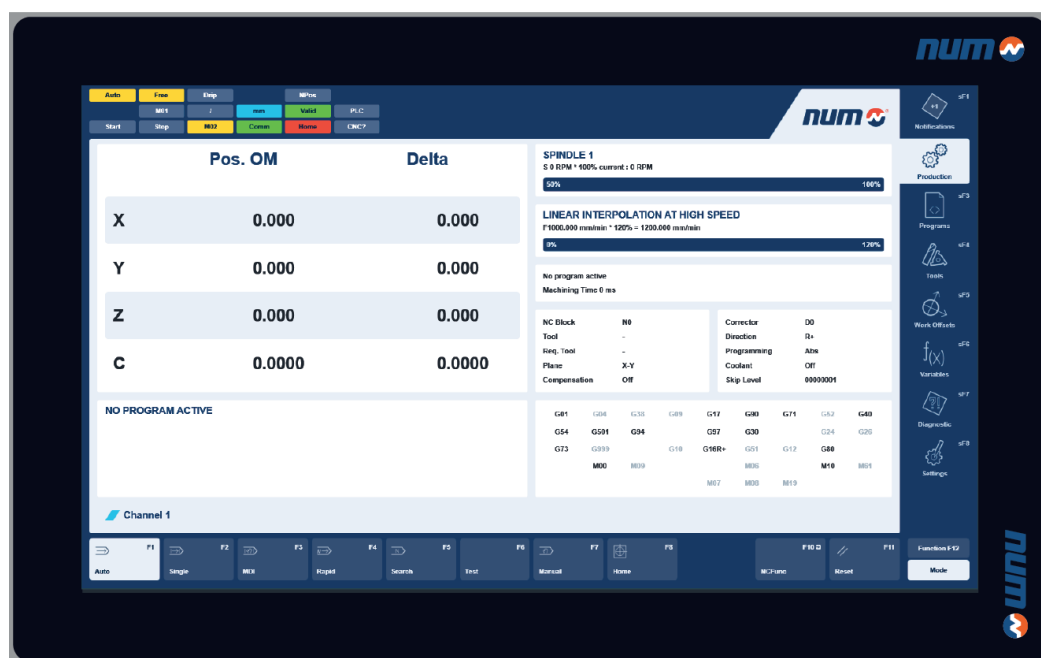 num
Auto Free Drip NPos
M01 / mm Valid PLC
Start Stop M02 Comm Home CNC?
num
sF1
Notifications
Production
sF3
Programs
sF4
Tools
sF5
Work Offsets
f(x) sF6
Variables
sF7
Diagnostic
sF8
Settings
Pos. OM Delta
X 0.000 0.000
Y 0.000 0.000
Z 0.000 0.000
C 0.0000 0.0000
SPINDLE 1
S 0 RPM * 100% current : 0 RPM
50% 100%
LINEAR INTERPOLATION AT HIGH SPEED
F1000.000 mm/min * 120% = 1200.000 mm/min
0% 120%
No program active
Machining Time 0 ms
NC Block N0
Tool -
Req. Tool -
Plane X-Y
Compensation Off
Corrector D0
Direction R+
Programming Abs
Coolant Off
Skip Level 00000001
NO PROGRAM ACTIVE
G01 G04 G38 G09 G17 G90 G71 G52 G40
G54 G501 G94 G97 G30 G24 G26
G73 G999 G10 G16R+ G51 G12 G80
M00 M09 M05 M10 M61
M07 M08 M19
Channel 1
F1 F2 F3 F4 F5 F6 F7 F8 F10 F11
Auto Single MDI Rapid Search Test Manual Home NCFunc Reset
Function F12
Mode
num